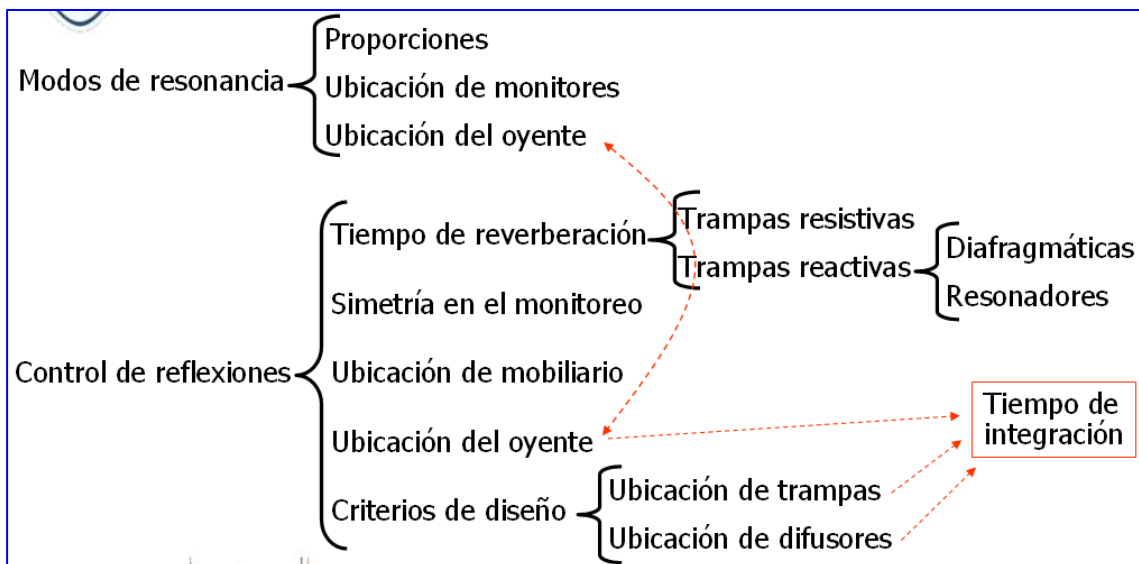 Modos de resonancia
Proporciones
Ubicación de monitores
Ubicación del oyente
Control de reflexiones
Tiempo de reverberación
Trampas resistivas
Trampas reactivas
Diafragmáticas
Resonadores
Simetría en el monitoreo
Ubicación de mobiliario
Ubicación del oyente
Criterios de diseño
Ubicación de trampas
Ubicación de difusores
Tiempo de
integración